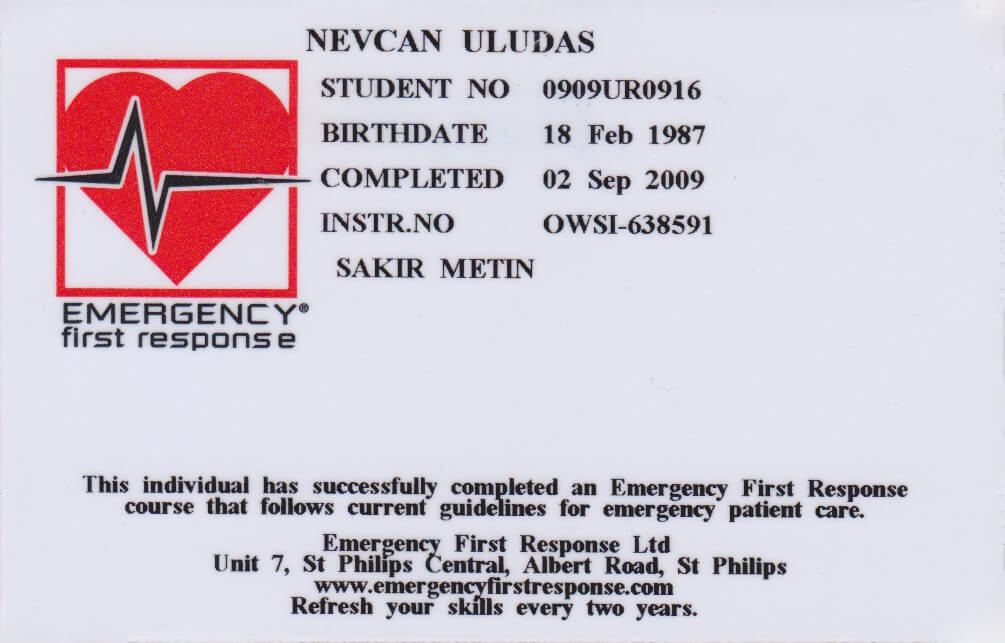 NEVCAN ULUDAS
STUDENT NO 0909UR0916
BIRTHDATE 18 Feb 1987
COMPLETED 02 Sep 2009
INSTR.NO OWSI-638591
SAKIR METIN
EMERGENCY®
first response
This individual has successfully completed an Emergency First Response
course that follows current guidelines for emergency patient care.
Emergency First Response Ltd
Unit 7, St Philips Central, Albert Road, St Philips
www.emergencyfirstresponse.com
Refresh your skills every two years.